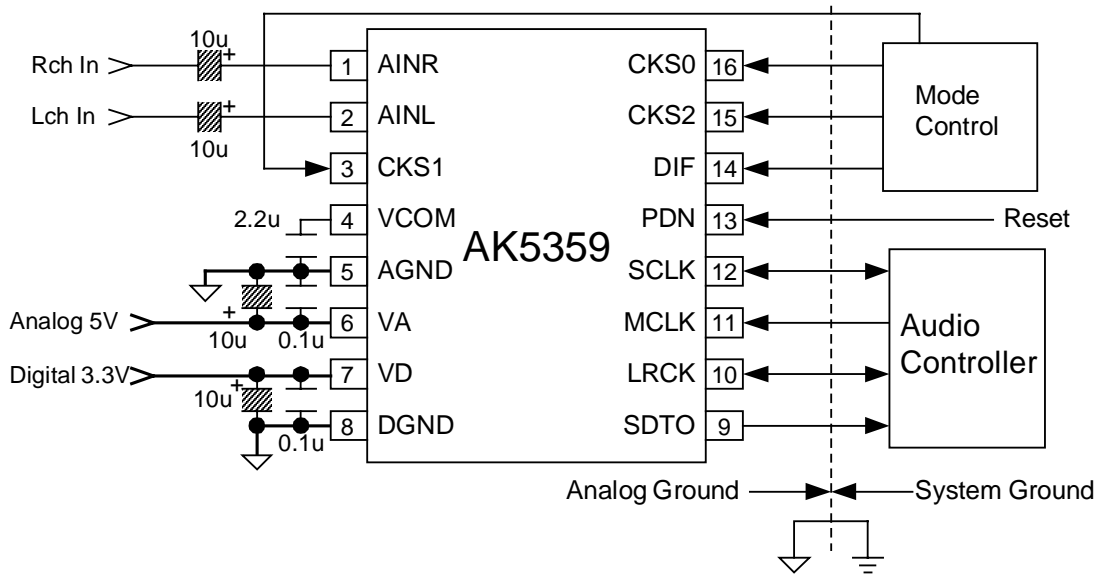 10u
+
Rch In
1
AINR
CKS0
16
Lch In
+
10u
2
AINL
CKS2
15
Mode
Control
3
CKS1
DIF
14
2.2u
4
VCOM
PDN
13
Reset
AK5359
5
AGND
SCLK
12
Analog 5V
+
10u
0.1u
6
VA
MCLK
11
Audio
Controller
Digital 3.3V
7
VD
LRCK
10
10u
+
0.1u
8
DGND
SDTO
9
Analog Ground
System Ground